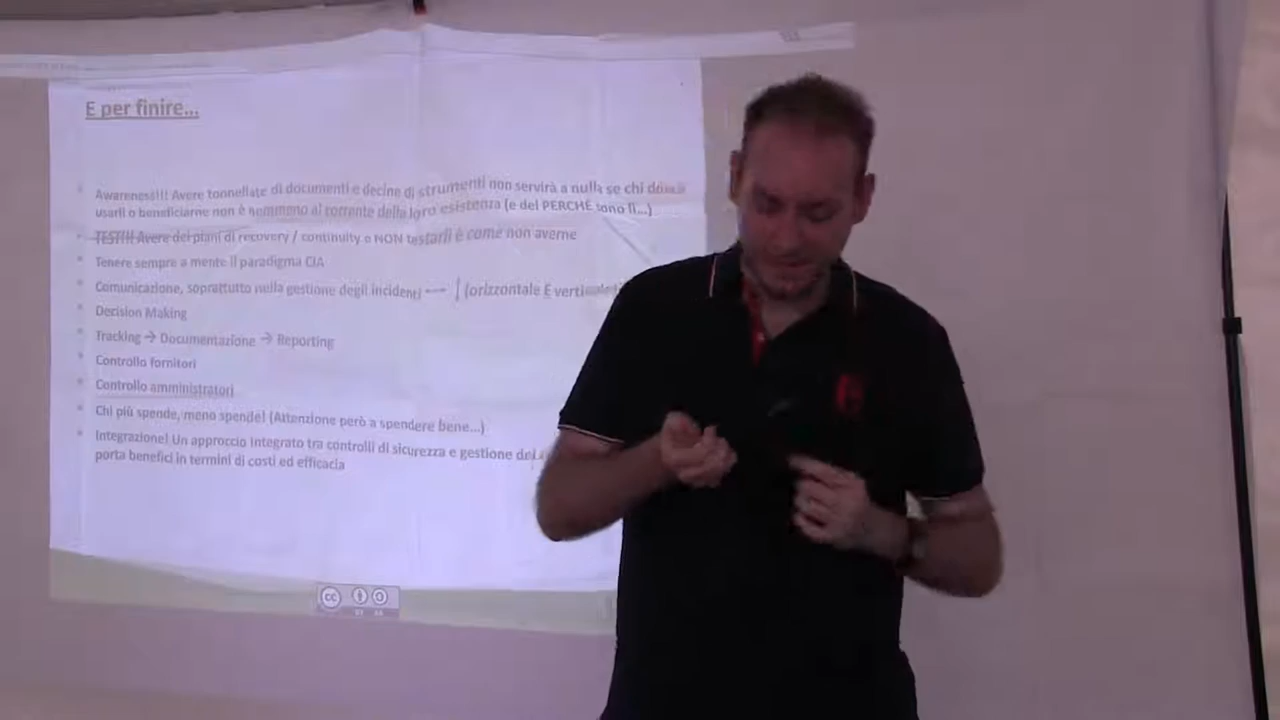 E per finire...
Awareness!!! Avere tonnellate di documenti e decine di strumenti non servirà a nulla se chi dovrà
usarli o beneficiarne non è nemmeno al corrente della loro esistenza (e del PERCHÉ sono lì...)
TEST!!! Avere dei piani di recovery / continuity e NON testarli è come non averne
Tenere sempre a mente il paradigma CIA
Comunicazione, soprattutto nella gestione degli incidenti (orizzontale E verticale
Decision Making
Tracking → Documentazione → Reporting
Controllo fornitori
Controllo amministratori
Chi più spende, meno spende! (Attenzione però a spendere bene...)
Integrazione! Un approccio integrato tra controlli di sicurezza e gestione dei
porta benefici in termini di costi ed efficacia
cc
BY SA